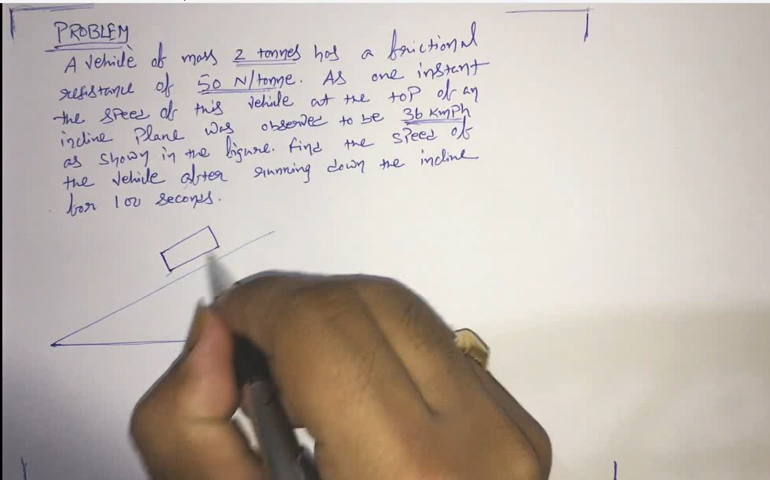 PROBLEM
A vehicle of mass 2 tonnes has a frictional
resistance of 50 N/tonne. As one instant
the speed of this vehicle at the top of an
incline plane was observed to be 36 kmph
as shown in the figure. Find the speed of
the vehicle after running down the incline
for 100 seconds.